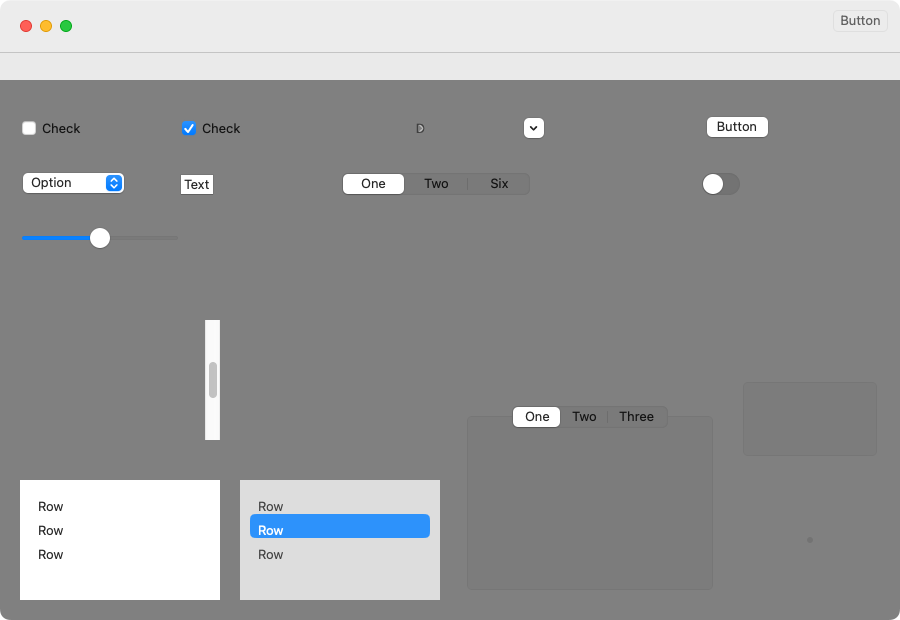 Button
Check
Check
D
Button
Option
Text
One Two Six
One Two Three
Row
Row
Row
Row
Row
Row